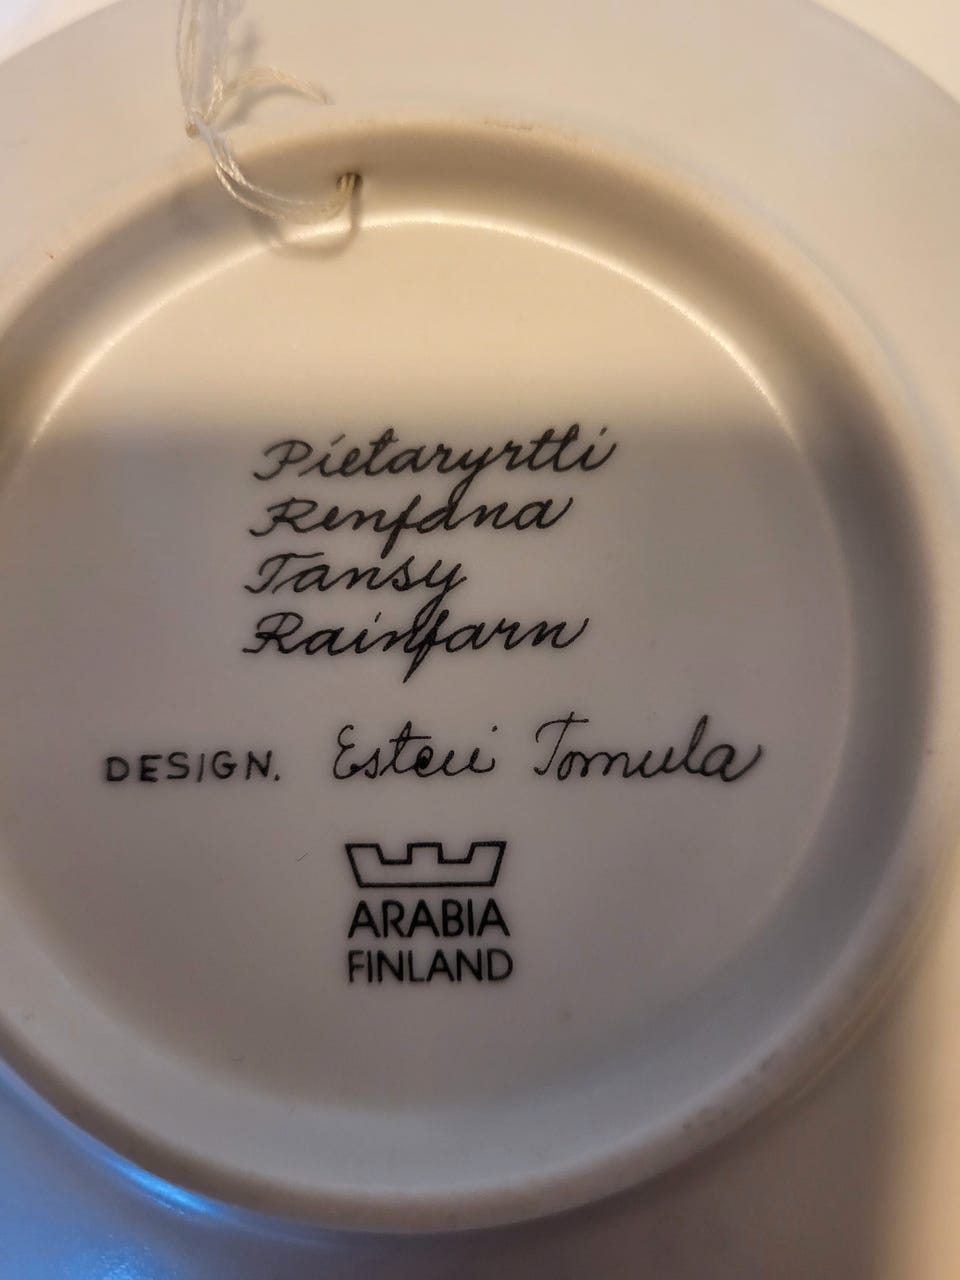 Pietaryrtti
Renfana
Tansy
Rainfarn
DESIGN. Esteri Tomula
ARABIA
FINLAND